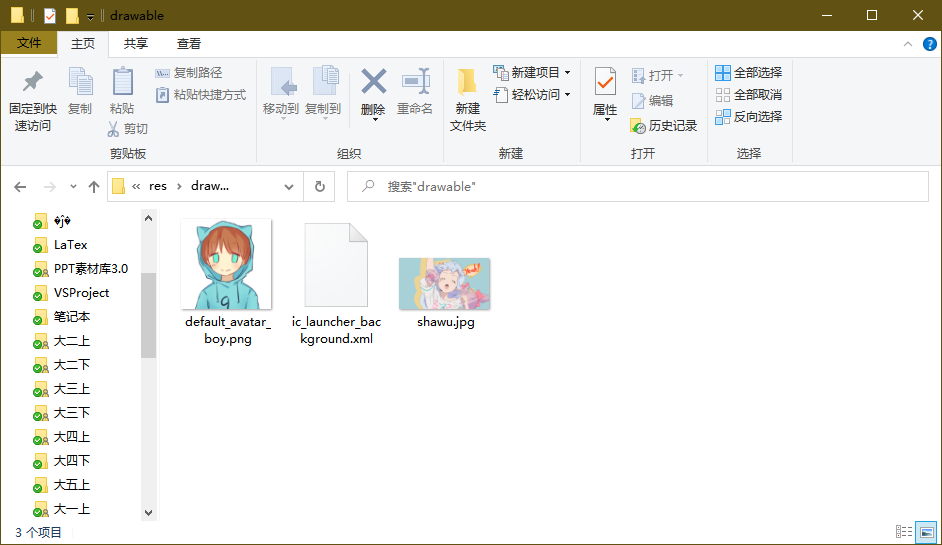 drawable
文件
主页
共享
查看
固定到快
速访问
复制
粘贴
复制路径
粘贴快捷方式
剪切
剪贴板
移动到
复制到
删除
重命名
组织
新建
文件夹
新建项目
轻松访问
新建
属性
打开
编辑
历史记录
打开
全部选择
全部取消
反向选择
选择
« res › draw...
搜索"drawable"
LaTex
PPT素材库3.0
VSProject
笔记本
大二上
大二下
大三上
大三下
大四上
大四下
大五上
大一上
default_avatar_
boy.png
ic_launcher_bac
kground.xml
shawu.jpg
3 个项目